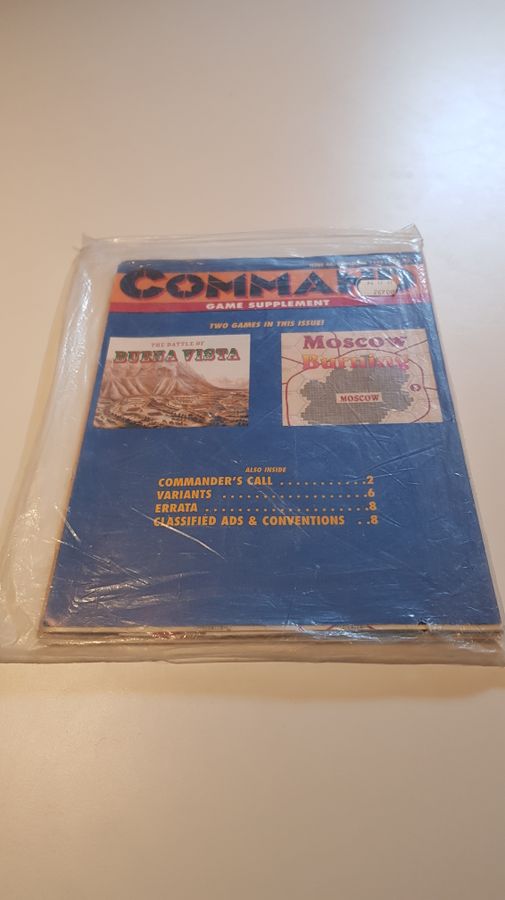 COMMAND
GAME SUPPLEMENT
TWO GAMES IN THIS ISSUE!
THE BATTLE OF
BUENA VISTA
Moscow
Burning
MOSCOW
ALSO INSIDE
COMMANDER'S CALL ...........2
VARIANTS ..................6
ERRATA .....................8
CLASSIFIED ADS & CONVENTIONS ..8